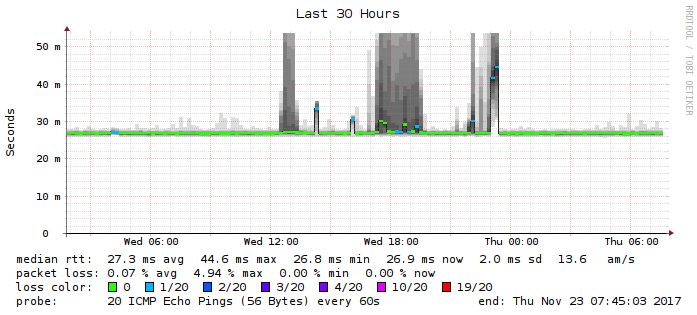 Last 30 Hours
RRDTOOL / TOBI OETIKER
Seconds
50 m
40 m
30 m
20 m
10 m
0
Wed 06:00 Wed 12:00 Wed 18:00 Thu 00:00 Thu 06:00
median rtt: 27.3 ms avg 44.6 ms max 26.8 ms min 26.9 ms now 2.0 ms sd 13.6 am/s
packet loss: 0.07 % avg 4.94 % max 0.00 % min 0.00 % now
loss color: 0 1/20 2/20 3/20 4/20 10/20 19/20
probe: 20 ICMP Echo Pings (56 Bytes) every 60s end: Thu Nov 23 07:45:03 2017